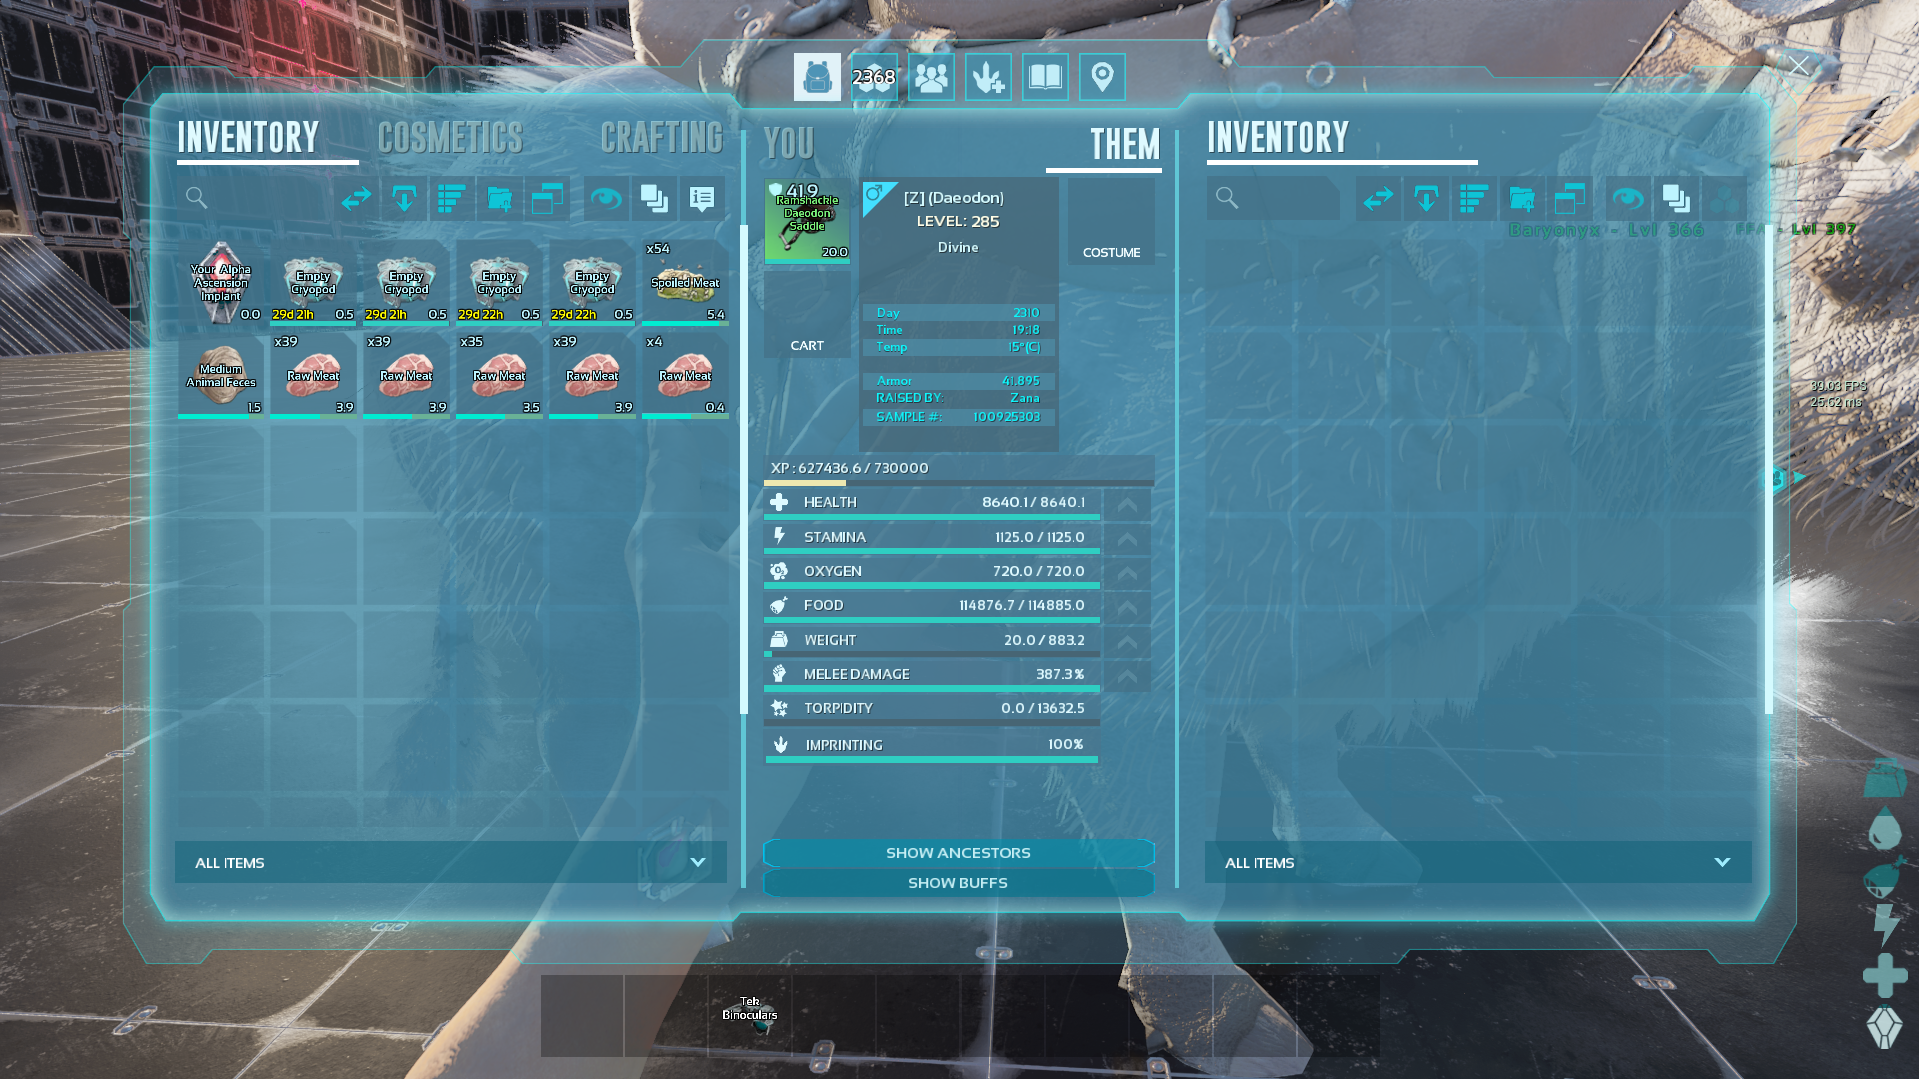 2368
INVENTORY
COSMETICS
CRAFTING
YOU
THEM
INVENTORY
Your Alpha
Ascension
Implant
0.0
Empty
Cryopod
29d 21h
0.5
Empty
Cryopod
29d 21h
0.5
Empty
Cryopod
29d 22h
0.5
Empty
Cryopod
29d 22h
0.5
x54
Spoiled Meat
5.4
Medium
Animal Feces
1.5
x39
Raw Meat
3.9
x39
Raw Meat
3.9
x35
Raw Meat
3.5
x39
Raw Meat
3.9
x4
Raw Meat
0.4
ALL ITEMS
41.9
Ramshackle
Daeodon
Saddle
20.0
CART
[Z] (Daeodon)
LEVEL: 285
Divine
COSTUME
Day 2310
Time 19:18
Temp 15°(C)
Armor 41.895
RAISED BY: Zana
SAMPLE #: 100925303
XP : 627436.6 / 730000
HEALTH 8640.1 / 8640.1
STAMINA 1125.0 / 1125.0
OXYGEN 720.0 / 720.0
FOOD 114876.7 / 114885.0
WEIGHT 20.0 / 883.2
MELEE DAMAGE 387.3%
TORPIDITY 0.0 / 13632.5
IMPRINTING 100%
SHOW ANCESTORS
SHOW BUFFS
Baryonyx - Lvl 366
FFA - Lvl 397
39.03 FPS
25.62 ms
ALL ITEMS
Tek
Binoculars